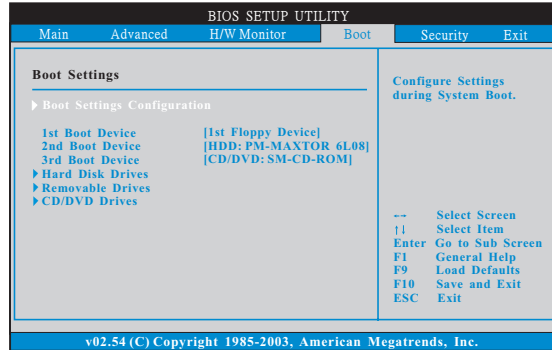 BIOS SETUP UTILITY
Main Advanced H/W Monitor Boot Security Exit
Boot Settings
Boot Settings Configuration
1st Boot Device [1st Floppy Device]
2nd Boot Device [HDD: PM-MAXTOR 6L08]
3rd Boot Device [CD/DVD: SM-CD-ROM]
Hard Disk Drives
Removable Drives
CD/DVD Drives
Configure Settings
during System Boot.
Select Screen
↑↓ Select Item
Enter Go to Sub Screen
F1 General Help
F9 Load Defaults
F10 Save and Exit
ESC Exit
v02.54 (C) Copyright 1985-2003, American Megatrends, Inc.